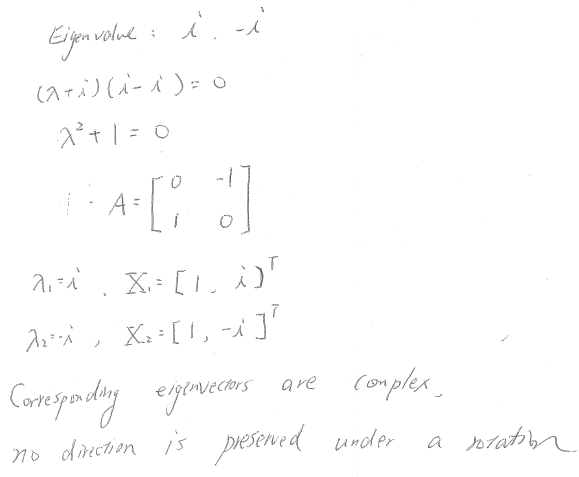 Eigenvalue : i . -i
(λ+i)(i-i)=0
λ²+1=0
A=[0 -1
1 0]
λ₁=i . X₁=[1, i]ᵀ
λ₂=-i , X₂=[1, -i]ᵀ
Corresponding eigenvectors are complex.
no direction is preserved under a rotation